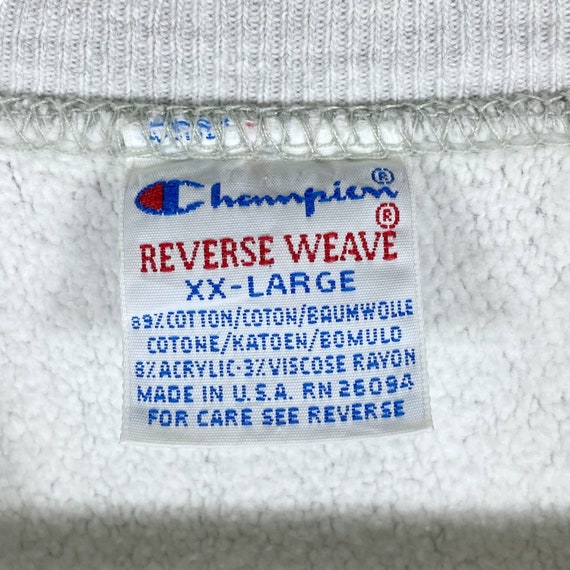 Champion®
REVERSE WEAVE®
XX-LARGE
89% COTTON/COTON/BAUMWOLLE
COTONE/KATOEN/BOMULD
8% ACRYLIC-3% VISCOSE RAYON
MADE IN U.S.A. RN 26094
FOR CARE SEE REVERSE